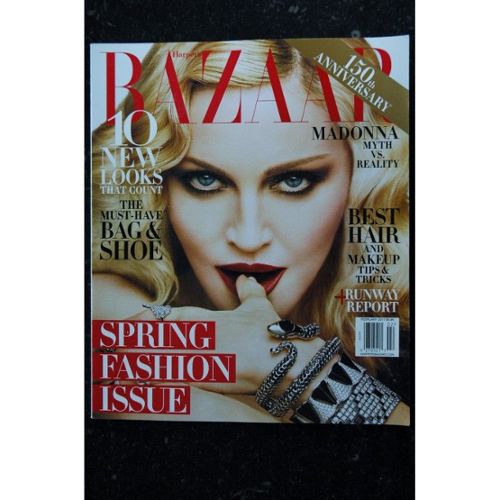 Harper's
BAZAAR
150th
ANNIVERSARY
10
NEW
LOOKS
THAT COUNT
THE
MUST-HAVE
BAG &
SHOE
MADONNA
MYTH
VS.
REALITY
BEST
HAIR
AND
MAKEUP
TIPS &
TRICKS
+RUNWAY
REPORT
SPRING
FASHION
ISSUE